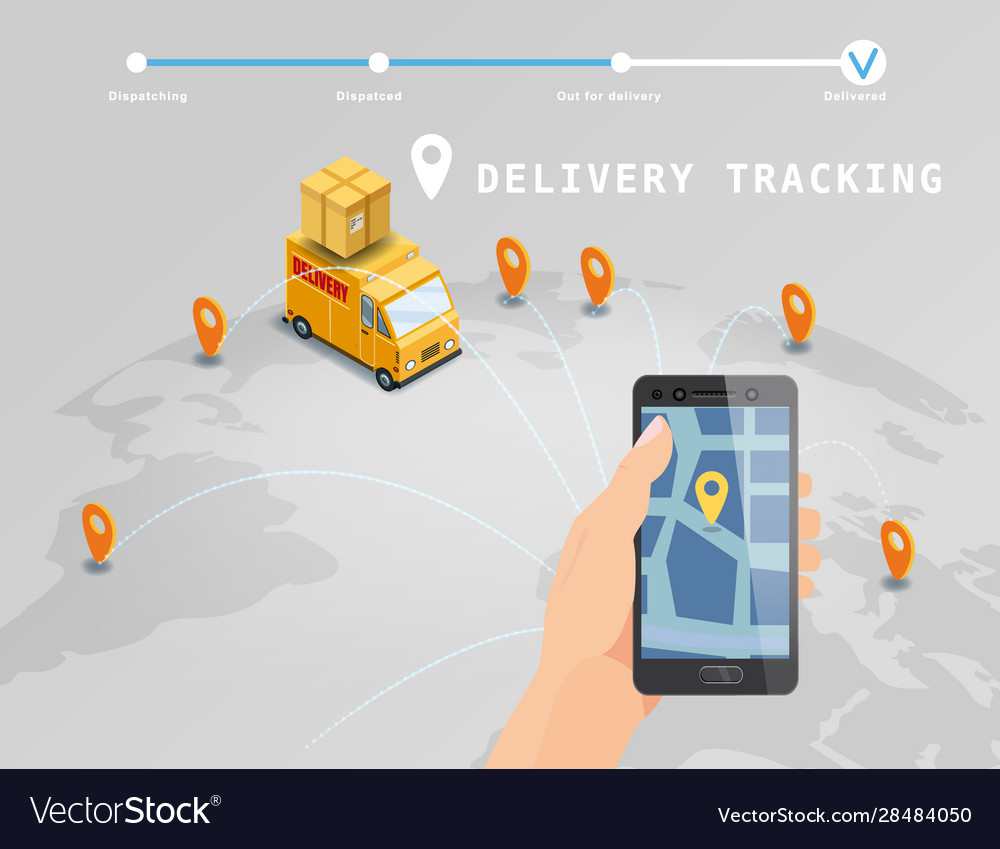 Dispatching Dispatced Out for delivery Delivered
DELIVERY TRACKING
DELIVERY
VectorStock®
VectorStock.com/28484050